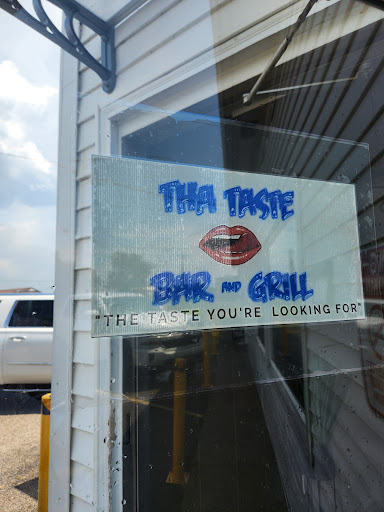 THA TASTE
BAR AND GRILL
"THE TASTE YOU'RE LOOKING FOR"